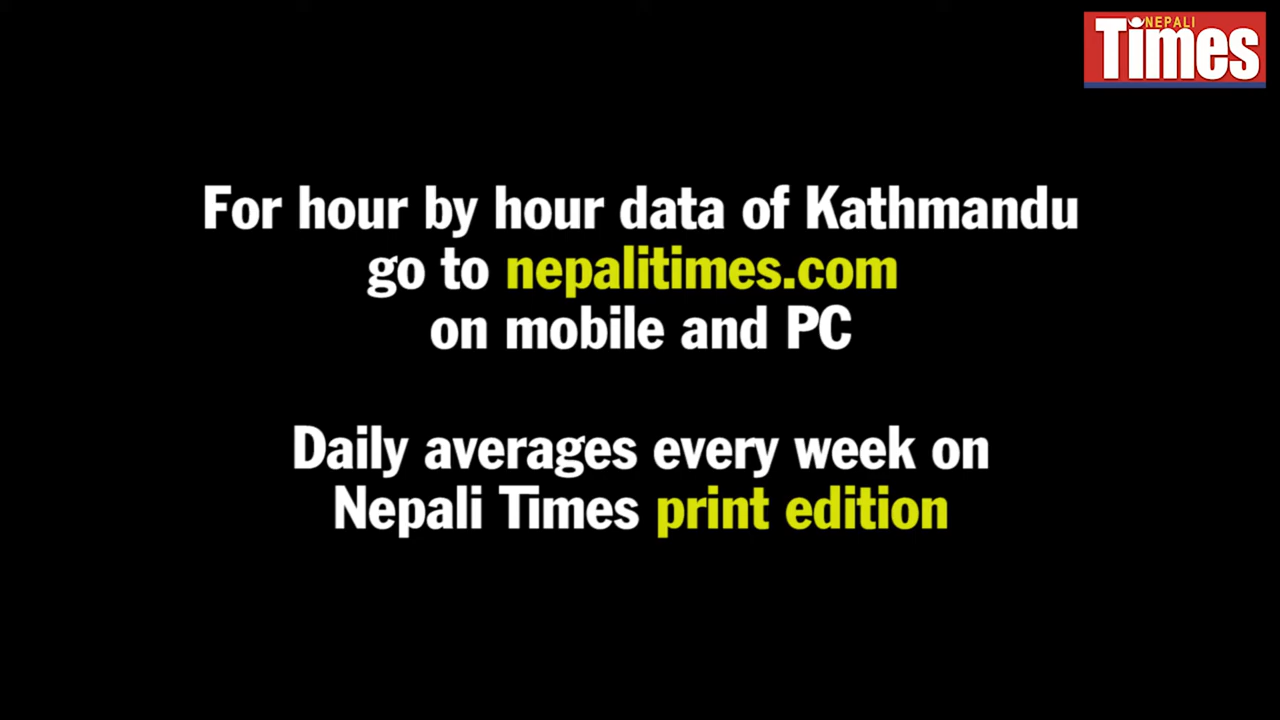 NEPALI
Times
For hour by hour data of Kathmandu
go to nepalitimes.com
on mobile and PC
Daily averages every week on
Nepali Times print edition